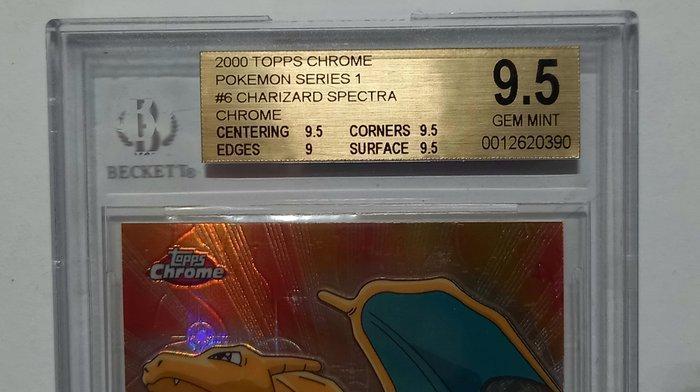 2000 TOPPS CHROME
POKEMON SERIES 1
#6 CHARIZARD SPECTRA
CHROME
CENTERING 9.5 CORNERS 9.5
EDGES 9 SURFACE 9.5
9.5
GEM MINT
0012620390
B
BECKETT®
topps
Chrome